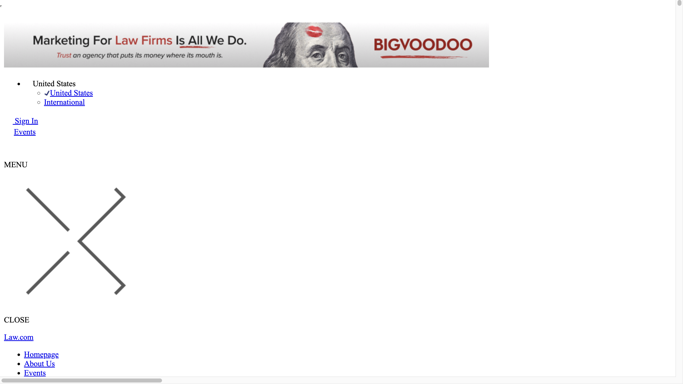 Marketing For Law Firms Is All We Do.
Trust an agency that puts its money where its mouth is.
BIGVOODOO
United States
✓United States
International
Sign In
Events
MENU
CLOSE
Law.com
Homepage
About Us
Events